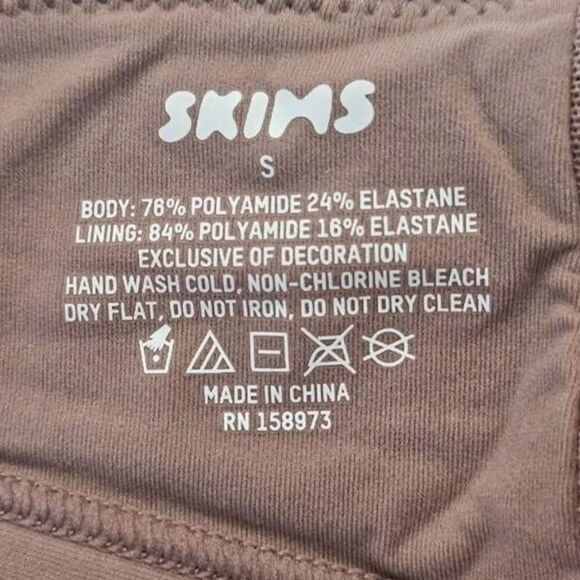 SKIMS
S
BODY: 76% POLYAMIDE 24% ELASTANE
LINING: 84% POLYAMIDE 16% ELASTANE
EXCLUSIVE OF DECORATION
HAND WASH COLD, NON-CHLORINE BLEACH
DRY FLAT, DO NOT IRON, DO NOT DRY CLEAN
MADE IN CHINA
RN 158973